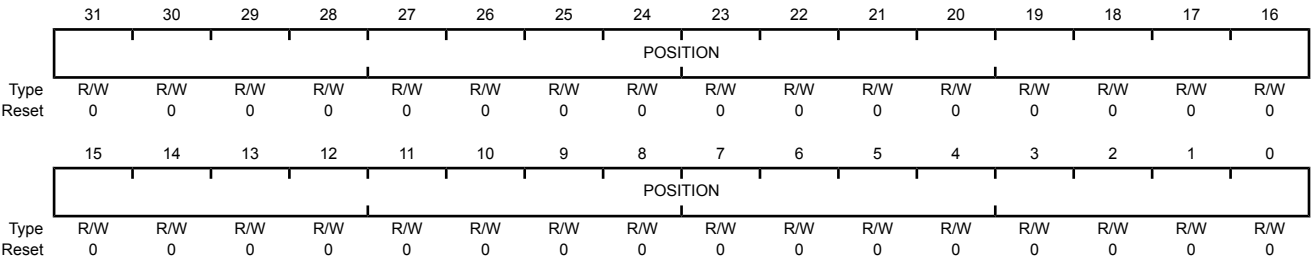 31 30 29 28 27 26 25 24 23 22 21 20 19 18 17 16
POSITION
Type R/W R/W R/W R/W R/W R/W R/W R/W R/W R/W R/W R/W R/W R/W R/W R/W
Reset 0 0 0 0 0 0 0 0 0 0 0 0 0 0 0 0
15 14 13 12 11 10 9 8 7 6 5 4 3 2 1 0
POSITION
Type R/W R/W R/W R/W R/W R/W R/W R/W R/W R/W R/W R/W R/W R/W R/W R/W
Reset 0 0 0 0 0 0 0 0 0 0 0 0 0 0 0 0